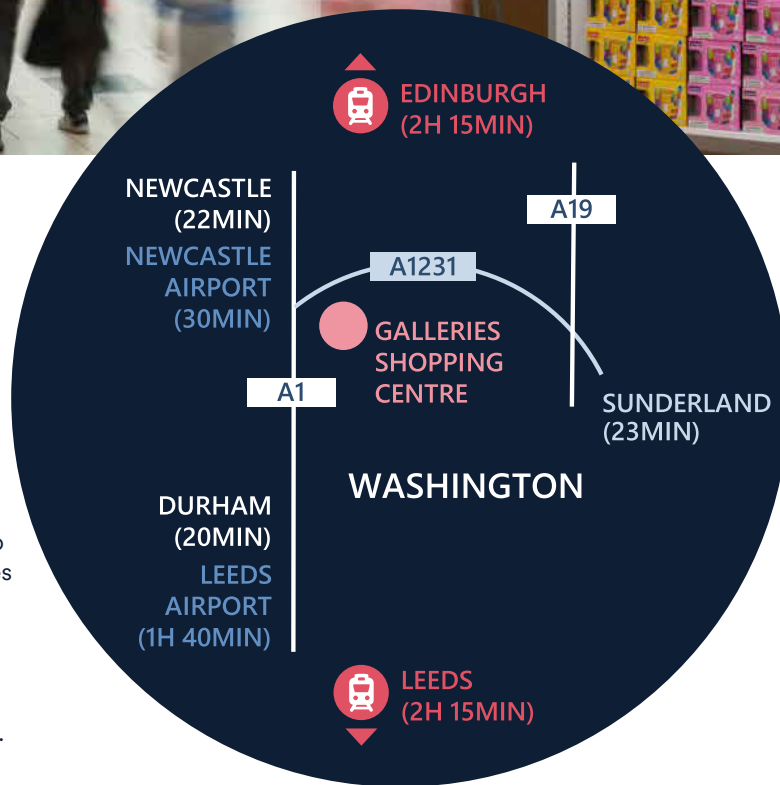 EDINBURGH
(2H 15MIN)
NEWCASTLE
(22MIN)
NEWCASTLE
AIRPORT
(30MIN)
A19
A1231
GALLERIES
SHOPPING
CENTRE
A1
SUNDERLAND
(23MIN)
WASHINGTON
DURHAM
(20MIN)
LEEDS
AIRPORT
(1H 40MIN)
LEEDS
(2H 15MIN)